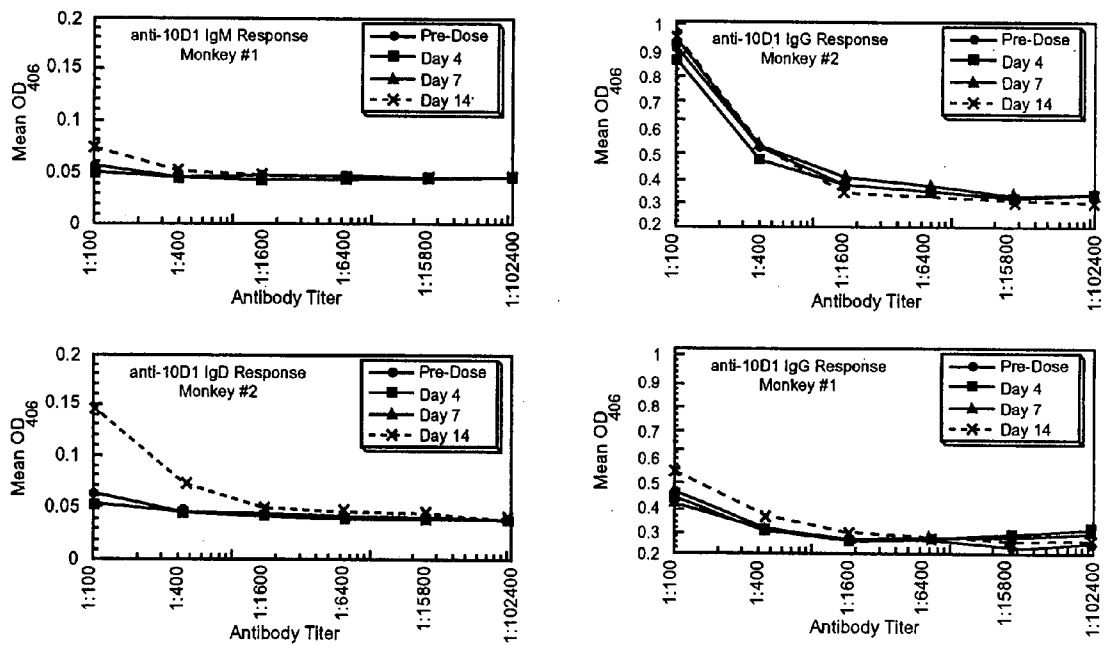 anti-10D1 IgM Response
Monkey #1
Pre-Dose
Day 4
Day 7
Day 14
Mean OD406
0.2
0.15
0.1
0.05
0
1:100
1:400
1:1600
1:6400
1:15800
1:102400
Antibody Titer
anti-10D1 IgG Response
Monkey #2
Pre-Dose
Day 4
Day 7
Day 14
Mean OD406
1
0.9
0.8
0.7
0.6
0.5
0.4
0.3
0.2
1:100
1:400
1:1600
1:6400
1:15800
1:102400
Antibody Titer
anti-10D1 IgD Response
Monkey #2
Pre-Dose
Day 4
Day 7
Day 14
Mean OD406
0.2
0.15
0.1
0.05
0
1:100
1:400
1:1600
1:6400
1:15800
1:102400
Antibody Titer
anti-10D1 IgG Response
Monkey #1
Pre-Dose
Day 4
Day 7
Day 14
Mean OD406
1
0.9
0.8
0.7
0.6
0.5
0.4
0.3
0.2
1:100
1:400
1:1600
1:6400
1:15800
1:102400
Antibody Titer